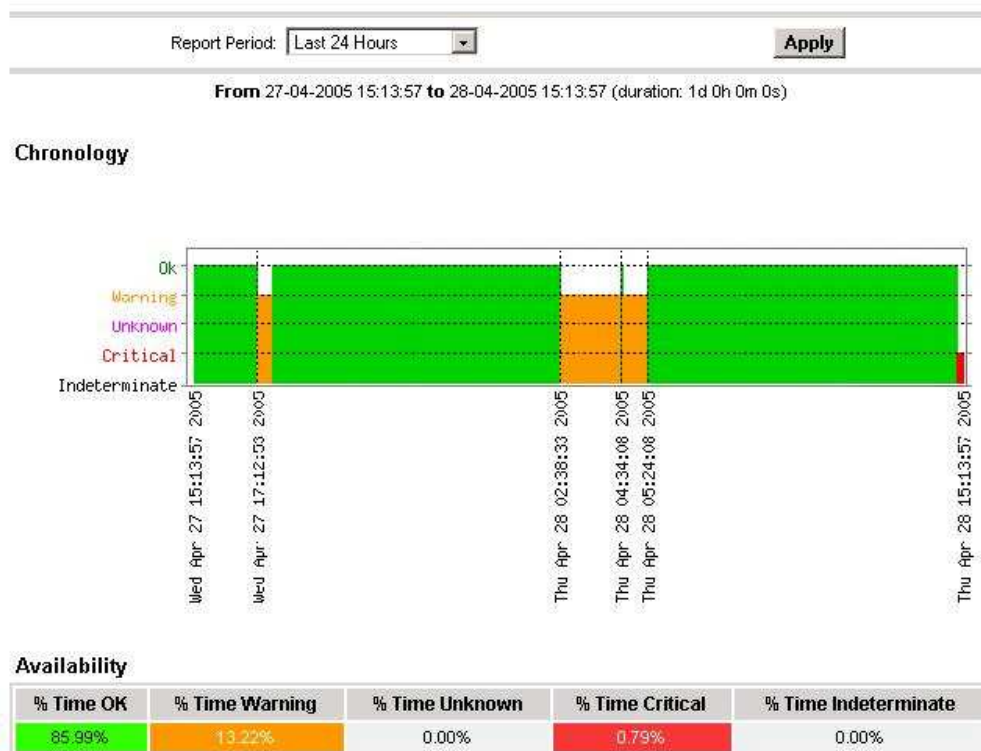 Report Period: Last 24 Hours Apply
From 27-04-2005 15:13:57 to 28-04-2005 15:13:57 (duration: 1d 0h 0m 0s)
Chronology
Ok
Warning
Unknown
Critical
Indeterminate
Wed Apr 27 15:13:57 2005
Wed Apr 27 17:12:53 2005
Thu Apr 28 02:38:33 2005
Thu Apr 28 04:34:08 2005
Thu Apr 28 05:24:08 2005
Thu Apr 28 15:13:57 2005
Availability
% Time OK % Time Warning % Time Unknown % Time Critical % Time Indeterminate
85.99% 13.22% 0.00% 0.79% 0.00%